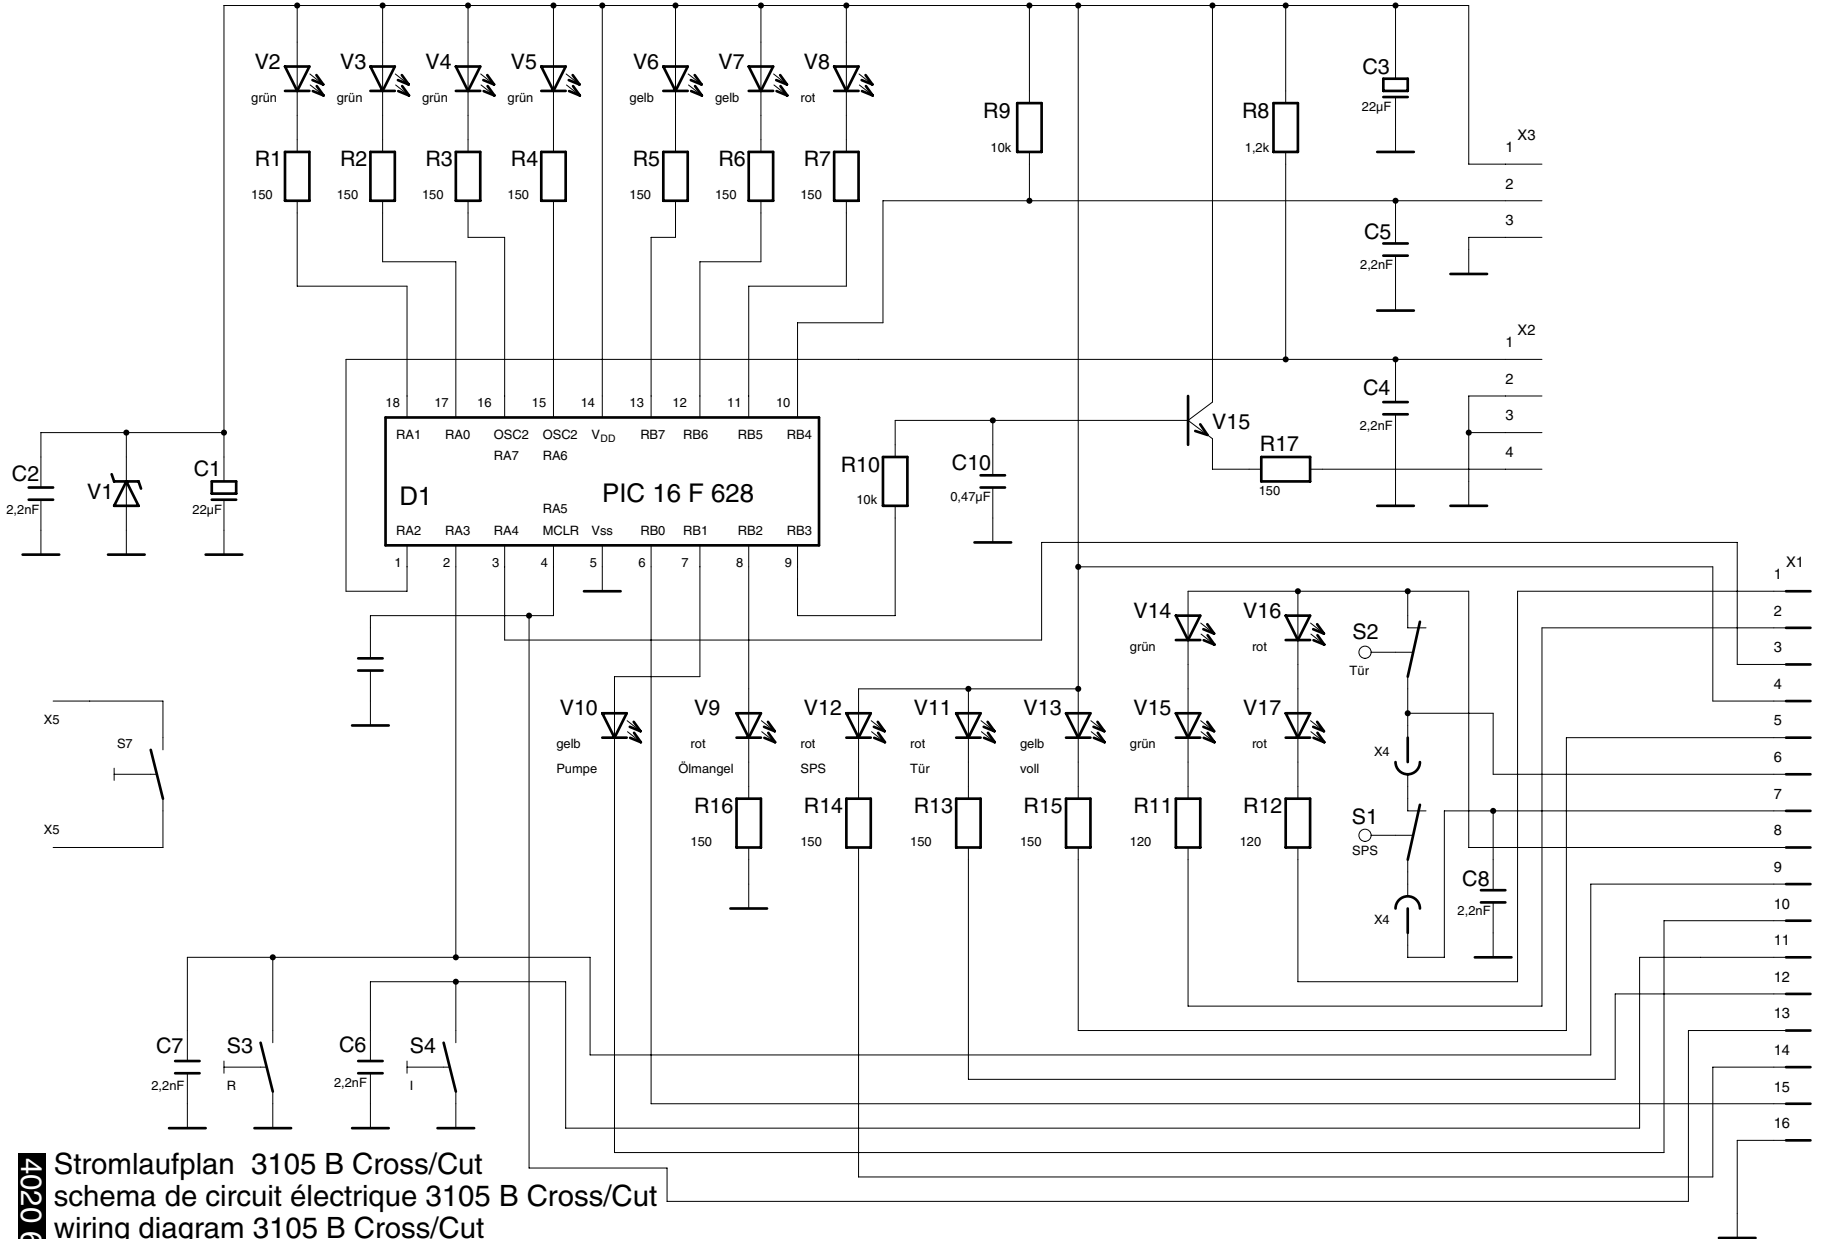 V2
grün
V3
grün
V4
grün
V5
grün
V6
gelb
V7
gelb
V8
rot
R1
150
R2
150
R3
150
R4
150
R5
150
R6
150
R7
150
R9
10k
R8
1,2k
C3
22µF
X3
1
2
3
C5
2,2nF
X2
1
2
3
4
C4
2,2nF
V15
R17
150
18 17 16 15 14 13 12 11 10
RA1 RA0 OSC2 OSC2 VDD RB7 RB6 RB5 RB4
RA7 RA6
D1 PIC 16 F 628
RA5
RA2 RA3 RA4 MCLR Vss RB0 RB1 RB2 RB3
1 2 3 4 5 6 7 8 9
C2
2,2nF
V1
C1
22µF
R10
10k
C10
0,47µF
X1
1
2
3
4
5
6
7
8
9
10
11
12
13
14
15
16
V14
grün
V16
rot
S2
Tür
X5
S7
X5
V10
gelb
Pumpe
V9
rot
Ölmangel
V12
rot
SPS
V11
rot
Tür
V13
gelb
voll
V15
grün
V17
rot
X4
R16
150
R14
150
R13
150
R15
150
R11
120
R12
120
S1
SPS
X4
C8
2,2nF
C7
2,2nF
S3
R
C6
2,2nF
S4
I
4020 6
Stromlaufplan 3105 B Cross/Cut
schema de circuit électrique 3105 B Cross/Cut
wiring diagram 3105 B Cross/Cut